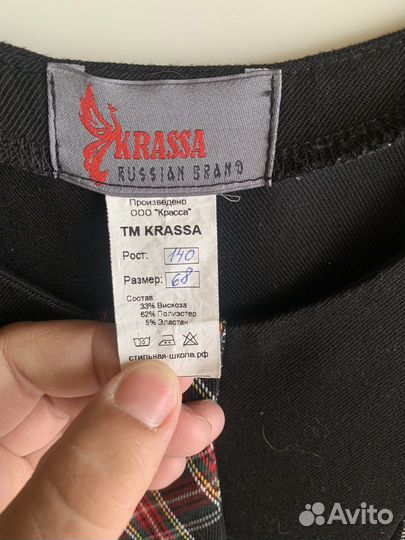 KRASSA
RUSSIAN BRAND
Произведено
ООО "Красса"
ТМ KRASSA
Рост: 140
Размер: 68
Состав:
33% Вискоза
62% Полиэстер
5% Эластан
стильная-школа.рф
Avito